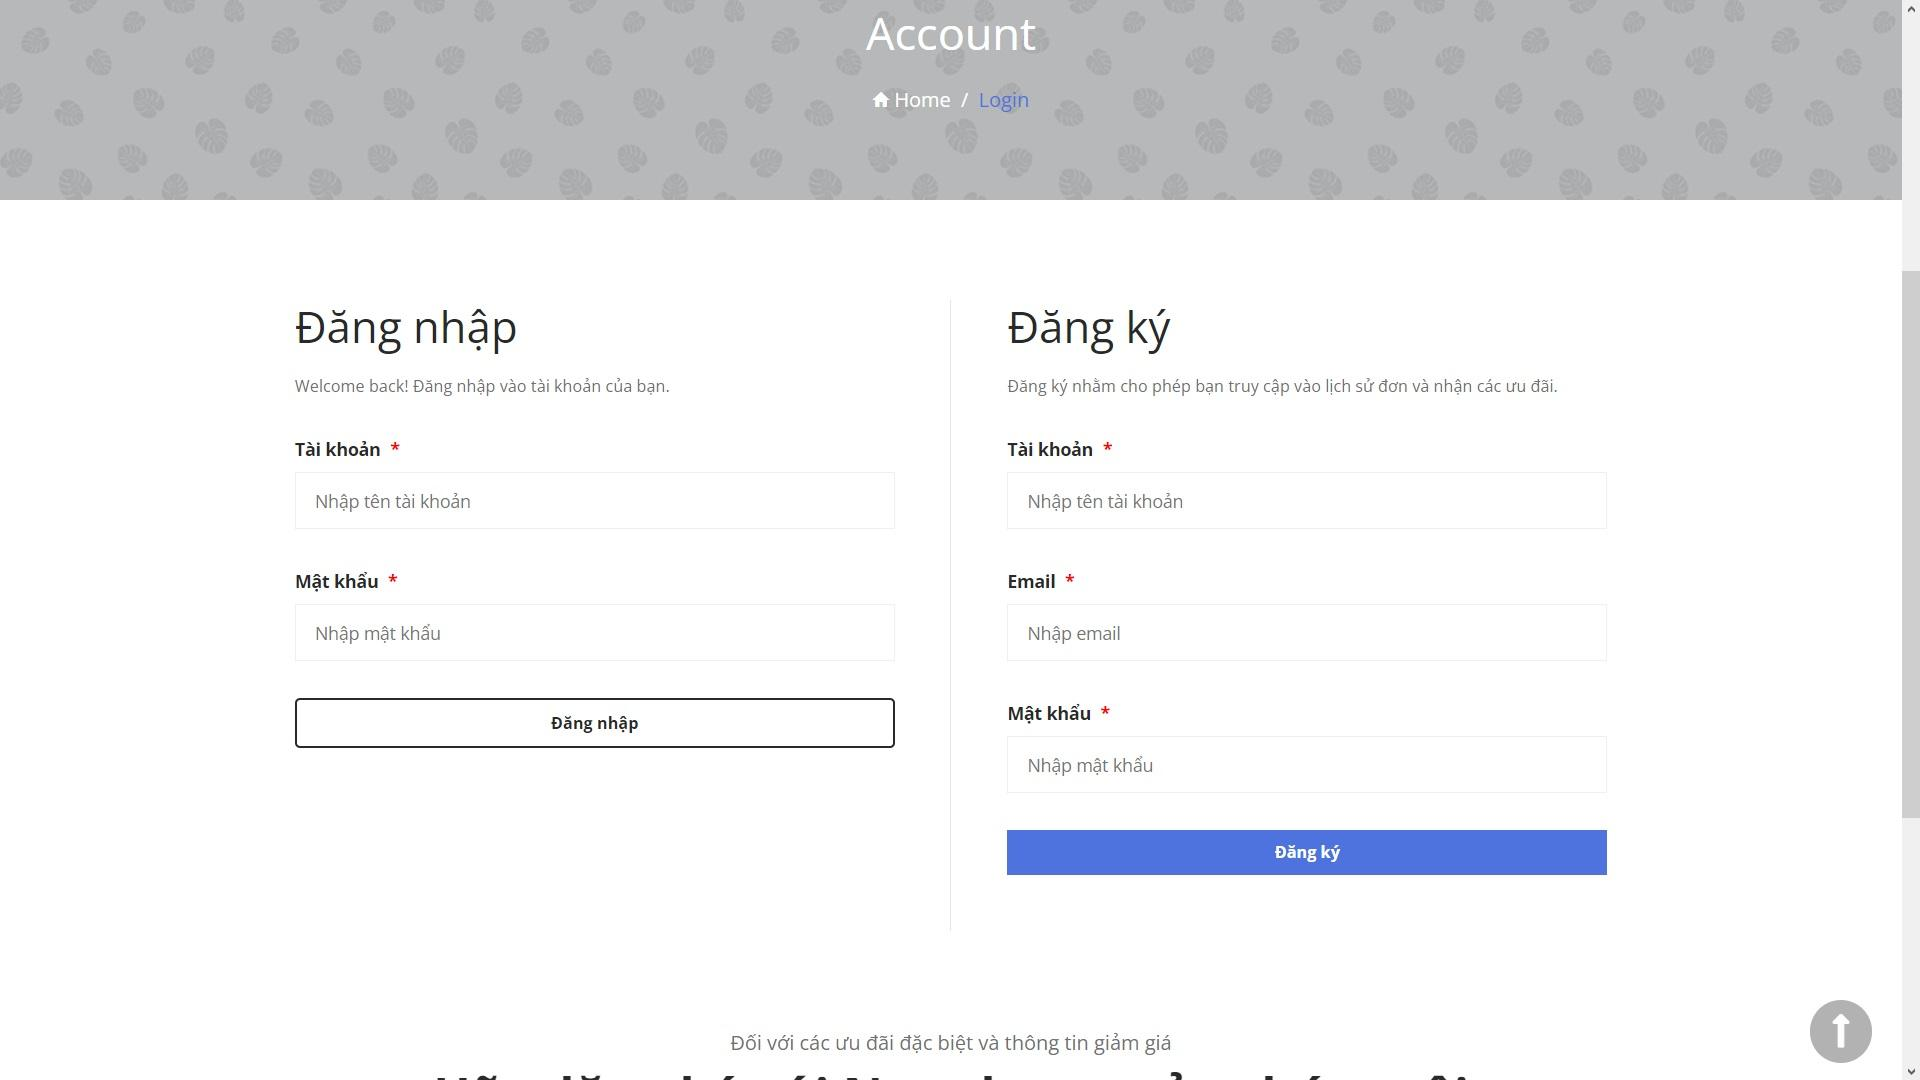 Account
Home / Login
Đăng nhập
Welcome back! Đăng nhập vào tài khoản của bạn.
Tài khoản *
Nhập tên tài khoản
Mật khẩu *
Nhập mật khẩu
Đăng nhập
Đăng ký
Đăng ký nhằm cho phép bạn truy cập vào lịch sử đơn và nhận các ưu đãi.
Tài khoản *
Nhập tên tài khoản
Email *
Nhập email
Mật khẩu *
Nhập mật khẩu
Đăng ký
Đối với các ưu đãi đặc biệt và thông tin giảm giá